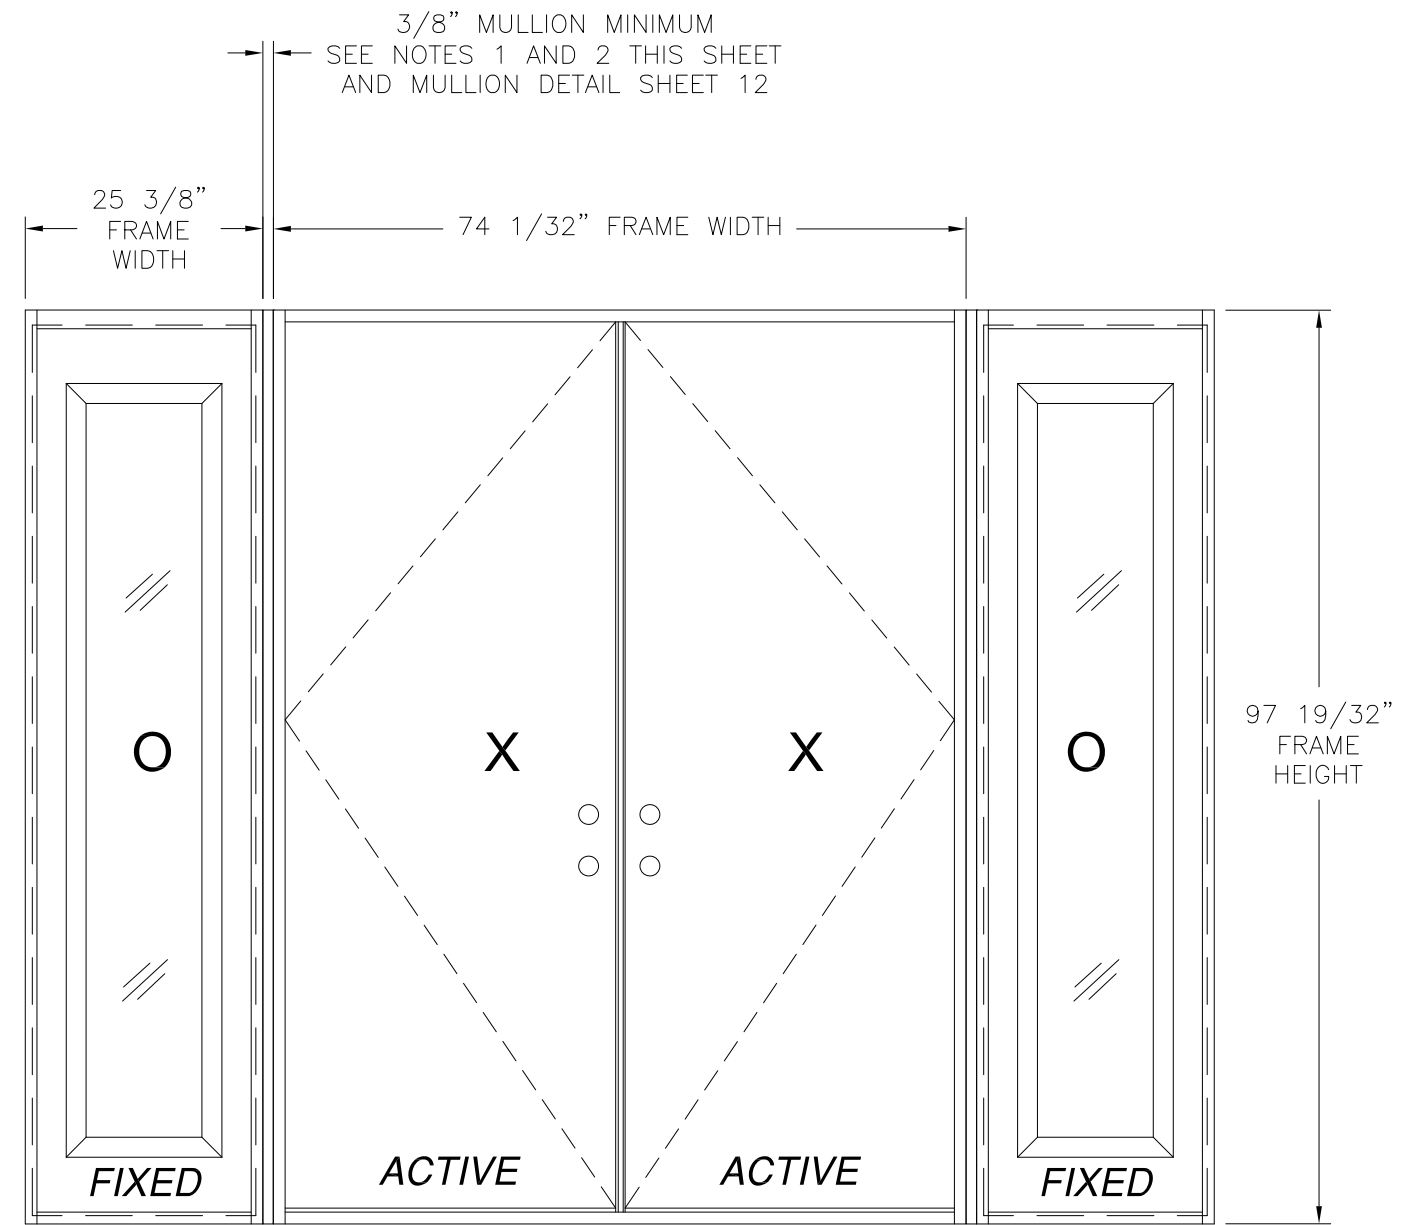 3/8” MULLION MINIMUM
SEE NOTES 1 AND 2 THIS SHEET
AND MULLION DETAIL SHEET 12
25 3/8”
FRAME
WIDTH
74 1/32” FRAME WIDTH
97 19/32”
FRAME
HEIGHT
O
X
X
O
FIXED
ACTIVE
ACTIVE
FIXED